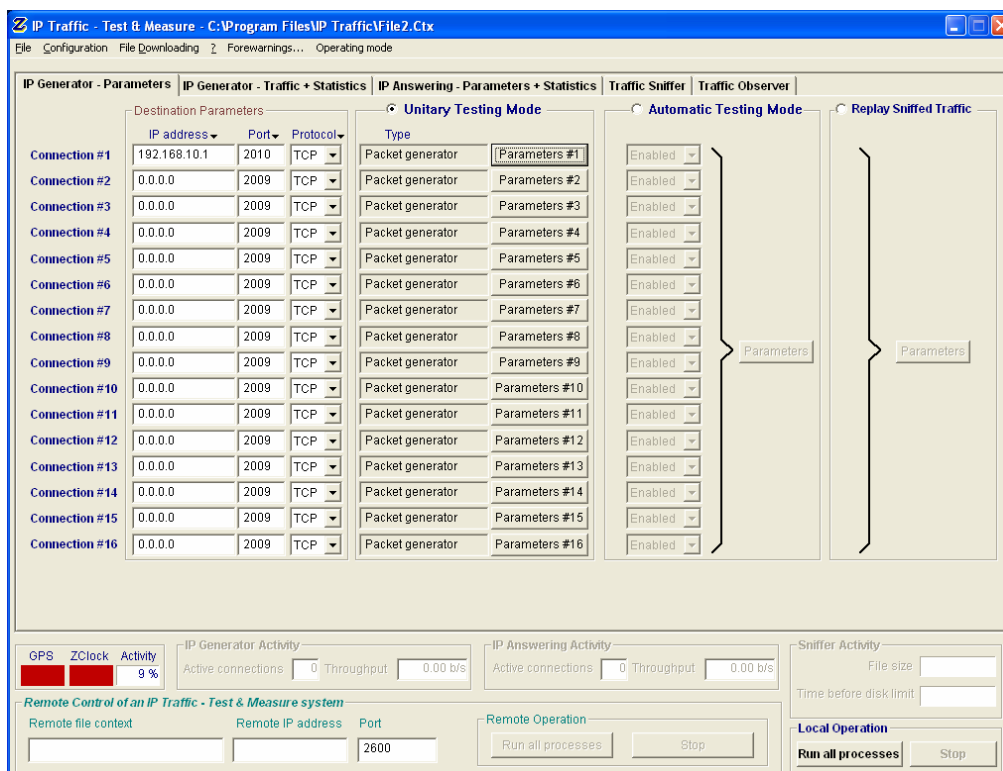 IP Traffic - Test & Measure - C:\Program Files\IP Traffic\File2.Ctx
File Configuration File Downloading ? Forewarnings... Operating mode
IP Generator - Parameters IP Generator - Traffic + Statistics IP Answering - Parameters + Statistics Traffic Sniffer Traffic Observer
Destination Parameters Unitary Testing Mode Automatic Testing Mode Replay Sniffed Traffic
IP address Port Protocol Type
Connection #1 192.168.10.1 2010 TCP Packet generator Parameters #1 Enabled
Connection #2 0.0.0.0 2009 TCP Packet generator Parameters #2 Enabled
Connection #3 0.0.0.0 2009 TCP Packet generator Parameters #3 Enabled
Connection #4 0.0.0.0 2009 TCP Packet generator Parameters #4 Enabled
Connection #5 0.0.0.0 2009 TCP Packet generator Parameters #5 Enabled
Connection #6 0.0.0.0 2009 TCP Packet generator Parameters #6 Enabled
Connection #7 0.0.0.0 2009 TCP Packet generator Parameters #7 Enabled
Connection #8 0.0.0.0 2009 TCP Packet generator Parameters #8 Enabled
Parameters Parameters
Connection #9 0.0.0.0 2009 TCP Packet generator Parameters #9 Enabled
Connection #10 0.0.0.0 2009 TCP Packet generator Parameters #10 Enabled
Connection #11 0.0.0.0 2009 TCP Packet generator Parameters #11 Enabled
Connection #12 0.0.0.0 2009 TCP Packet generator Parameters #12 Enabled
Connection #13 0.0.0.0 2009 TCP Packet generator Parameters #13 Enabled
Connection #14 0.0.0.0 2009 TCP Packet generator Parameters #14 Enabled
Connection #15 0.0.0.0 2009 TCP Packet generator Parameters #15 Enabled
Connection #16 0.0.0.0 2009 TCP Packet generator Parameters #16 Enabled
IP Generator Activity IP Answering Activity Sniffer Activity
GPS ZClock Activity
9 %
Active connections 0 Throughput 0.00 b/s Active connections 0 Throughput 0.00 b/s File size
Time before disk limit
Remote Control of an IP Traffic - Test & Measure system
Remote file context Remote IP address Port Remote Operation Local Operation
2600 Run all processes Stop Run all processes Stop